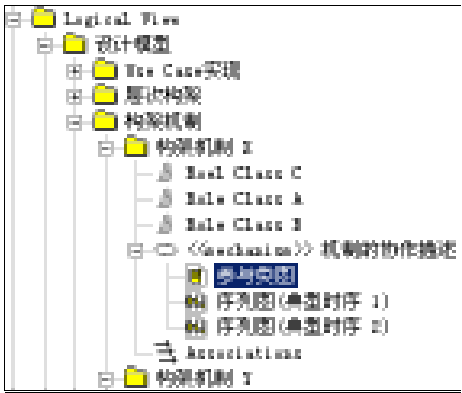 Logical View
设计模型
Use Case实现
层次构架
构架机制
构架机制 X
Real Class C
Role Class A
Role Class B
<<mechanism>> 机制的协作描述
参与类图
序列图(典型时序 1)
序列图(典型时序 2)
Associations
构架机制 Y